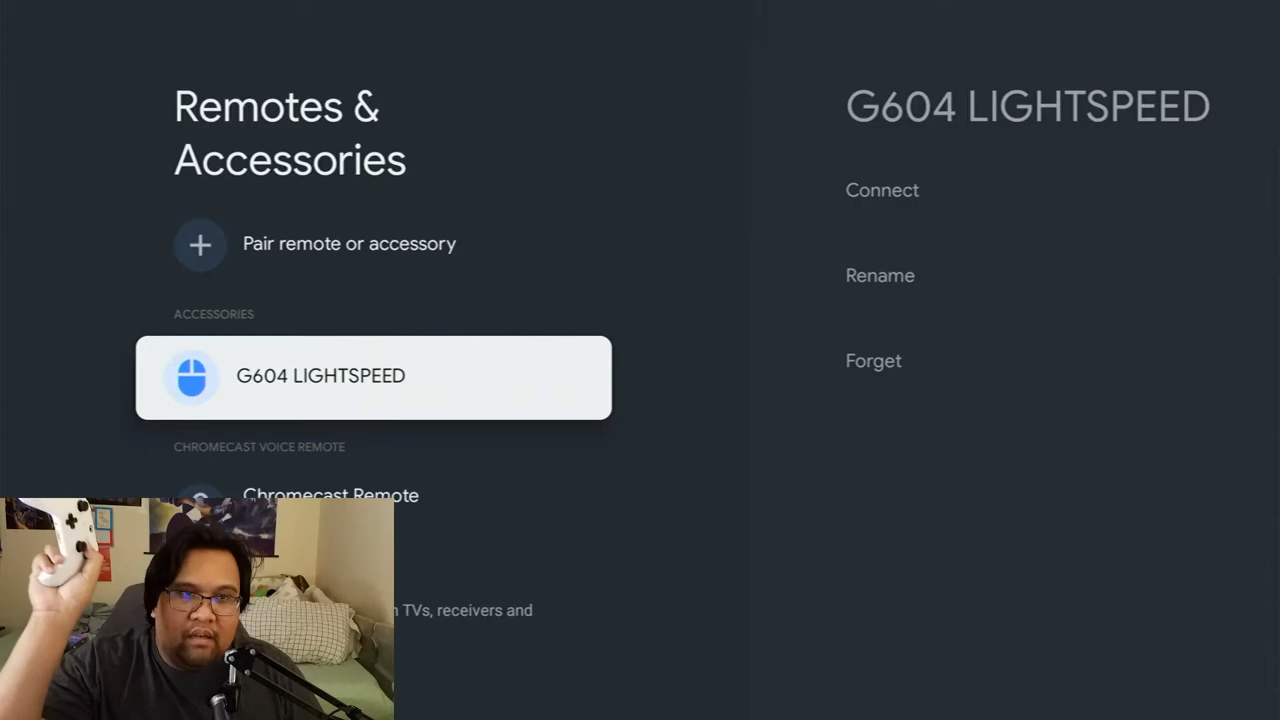 Remotes &
Accessories
Pair remote or accessory
ACCESSORIES
G604 LIGHTSPEED
CHROMECAST VOICE REMOTE
Chromecast Remote
TVs, receivers and
G604 LIGHTSPEED
Connect
Rename
Forget